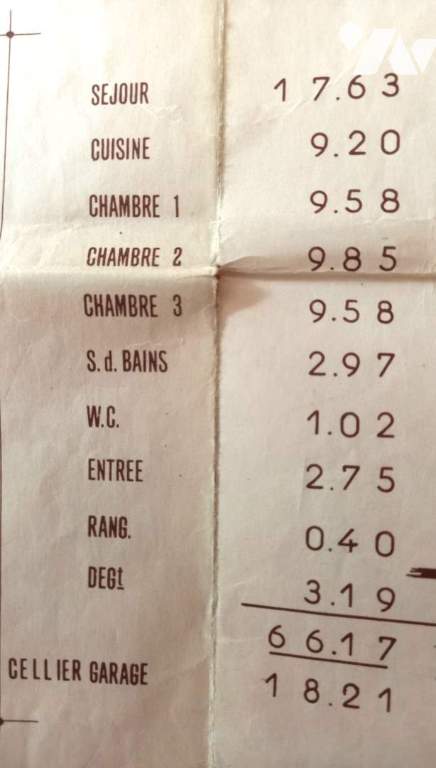 SEJOUR 17.63
CUISINE 9.20
CHAMBRE 1 9.58
CHAMBRE 2 9.85
CHAMBRE 3 9.58
S.d.BAINS 2.97
W.C. 1.02
ENTREE 2.75
RANG. 0.40
DEGt 3.19
66.17
CELLIER GARAGE 18.21